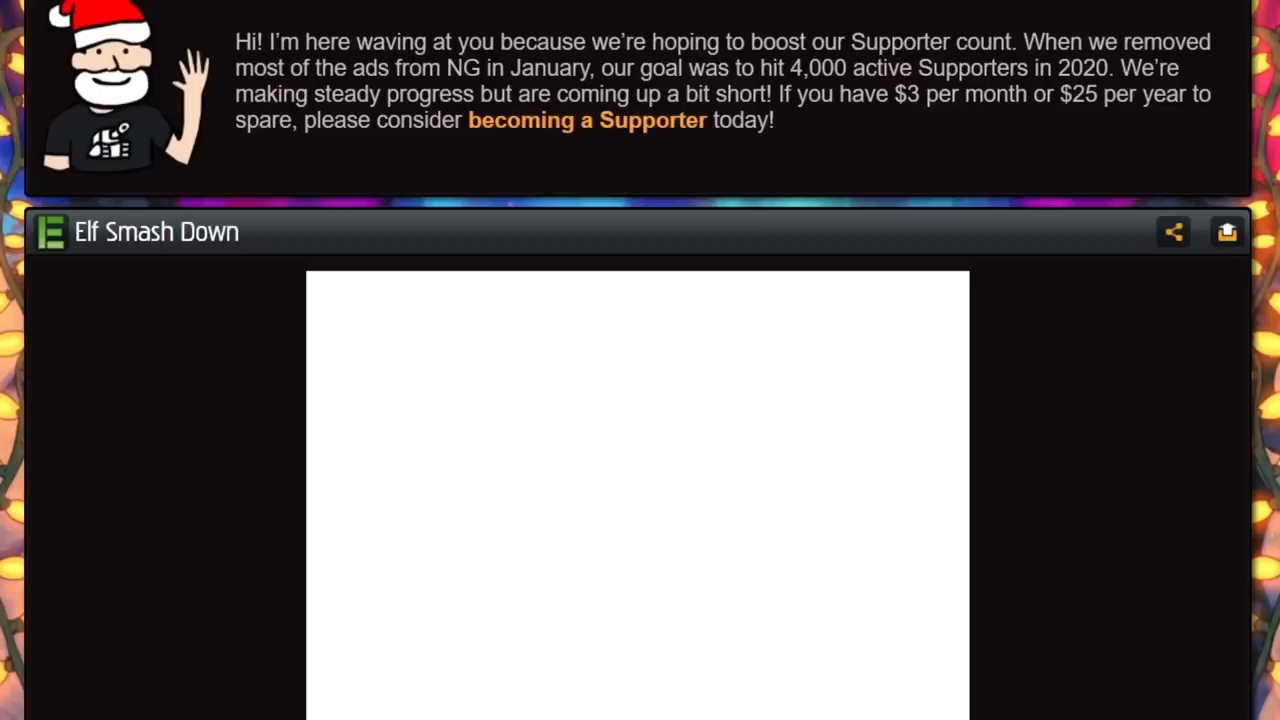 Hi! I’m here waving at you because we’re hoping to boost our Supporter count. When we removed
most of the ads from NG in January, our goal was to hit 4,000 active Supporters in 2020. We’re
making steady progress but are coming up a bit short! If you have $3 per month or $25 per year to
spare, please consider becoming a Supporter today!
E Elf Smash Down